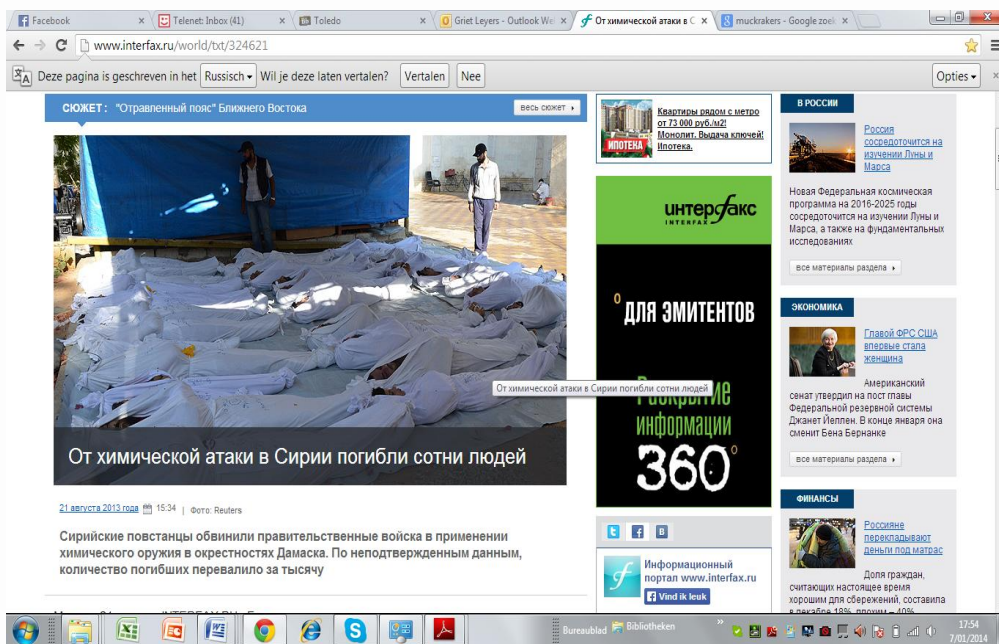 Facebook
Telenet: Inbox (41)
Toledo
Griet Leyers - Outlook We
От химической атаки в С
muckrakers - Google zoek
www.interfax.ru/world/txt/324621
Deze pagina is geschreven in het Russisch Wil je deze laten vertalen? Vertalen Nee Opties
СЮЖЕТ: "Отравленный пояс" Ближнего Востока
весь сюжет
От химической атаки в Сирии погибли сотни людей
От химической атаки в Сирии погибли сотни людей
21 августа 2013 года 15:34 | Фото: Reuters
Сирийские повстанцы обвинили правительственные войска в применении
химического оружия в окрестностях Дамаска. По неподтвержденным данным,
количество погибших перевалило за тысячу
ИПОТЕКА
Квартиры рядом с метро
от 73 000 руб./м2!
Монолит. Выдача ключей!
Ипотека.
интерфакс
INTERFAX
ДЛЯ ЭМИТЕНТОВ
Раскрытие
информации
360°
Информационный
портал www.interfax.ru
Vind ik leuk
В РОССИИ
Россия
сосредоточится на
изучении Луны и
Марса
Новая Федеральная космическая
программа на 2016-2025 годы
сосредоточится на изучении Луны и
Марса, а также на фундаментальных
исследованиях
все материалы раздела
ЭКОНОМИКА
Главой ФРС США
впервые стала
женщина
Американский
сенат утвердил на пост главы
Федеральной резервной системы
Джанет Йеллен. В конце января она
сменит Бена Бернанке
все материалы раздела
ФИНАНСЫ
Россияне
перекладывают
деньги под матрас
Доля граждан,
считающих настоящее время
хорошим для сбережений, составила
в декабре 18%, плохим – 40%
Bureaublad
Bibliotheken
17:54
7/01/2014